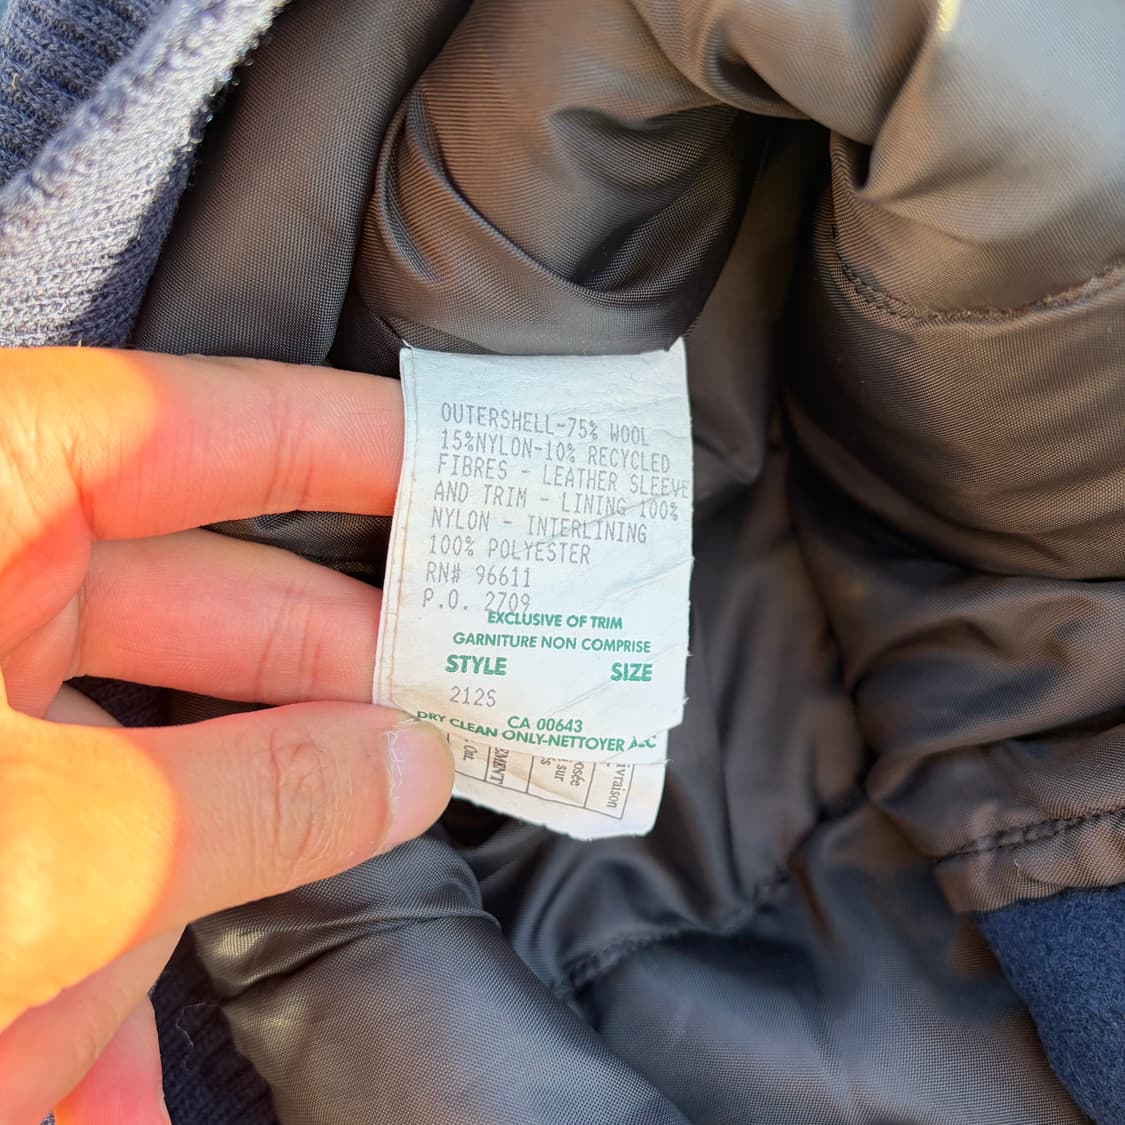 OUTERSHELL-75% WOOL
15%NYLON-10% RECYCLED
FIBRES - LEATHER SLEEVE
AND TRIM - LINING 100%
NYLON - INTERLINING
100% POLYESTER
RN# 96611
P.O. 2709
EXCLUSIVE OF TRIM
GARNITURE NON COMPRISE
STYLE SIZE
212S
CA 00643
DRY CLEAN ONLY-NETTOYER